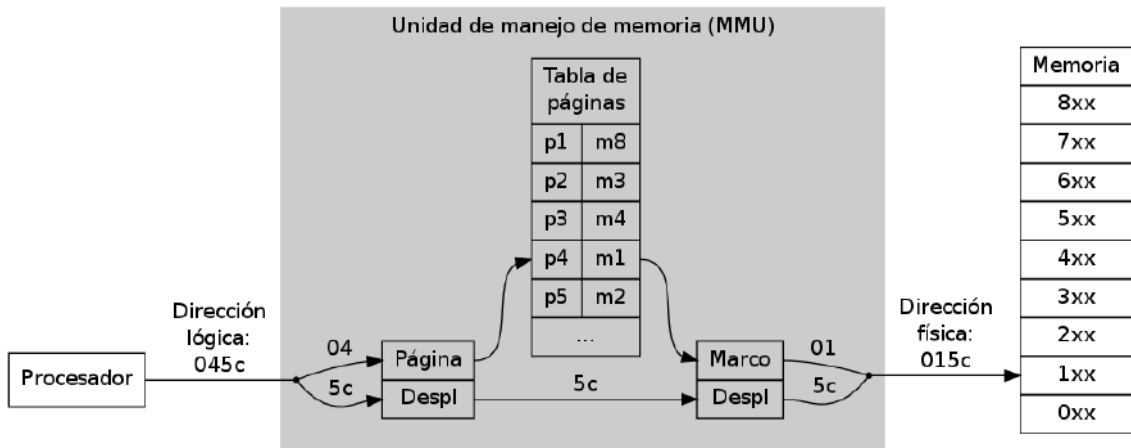 Unidad de manejo de memoria (MMU)
Tabla de
páginas
p1 m8
p2 m3
p3 m4
p4 m1
p5 m2
...
Procesador
Dirección
lógica:
045c
04
5c
Página
Despl
5c
Marco
Despl
01
5c
Dirección
física:
015c
Memoria
8xx
7xx
6xx
5xx
4xx
3xx
2xx
1xx
0xx